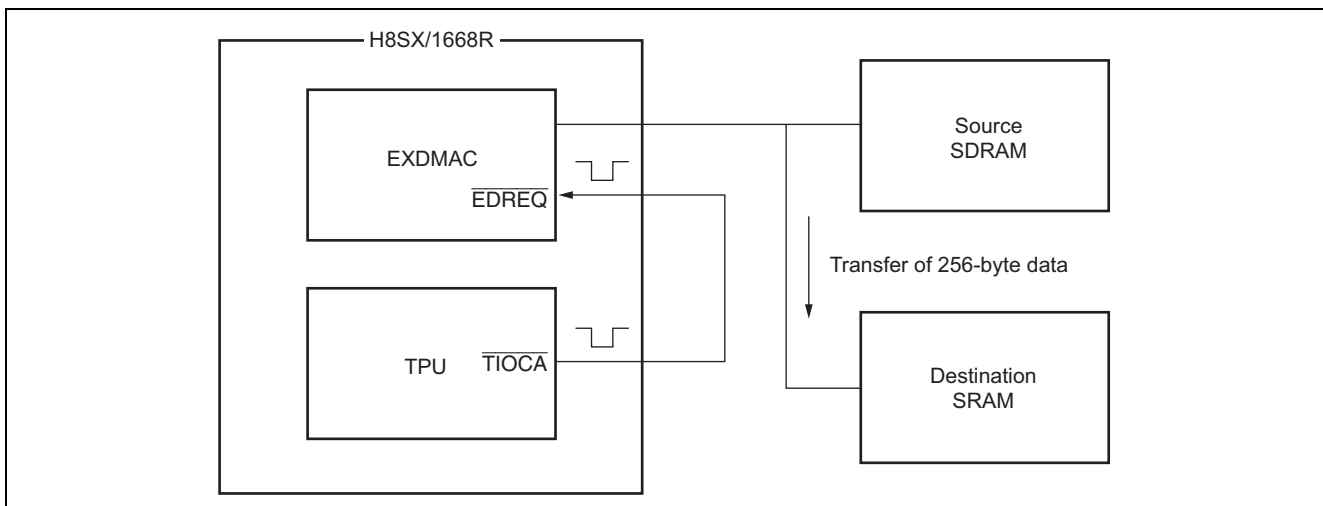 H8SX/1668R
EXDMAC
EDREQ
TPU
TIOCA
Source
SDRAM
Transfer of 256-byte data
Destination
SRAM